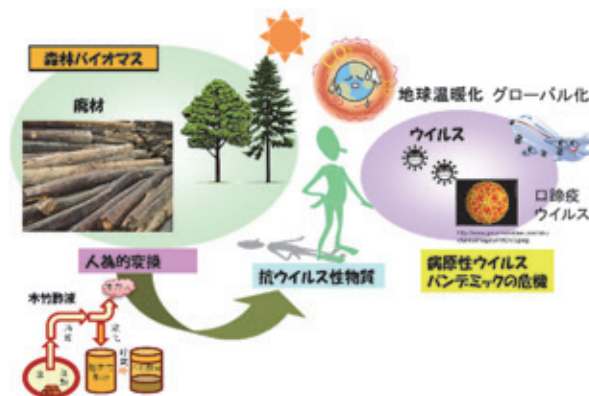 森林バイオマス
廃材
CO₂
地球温暖化 グローバル化
ウイルス
口蹄疫
ウイルス
人為的変換
抗ウイルス性物質
病原性ウイルス
パンデミックの危機
木竹酢液